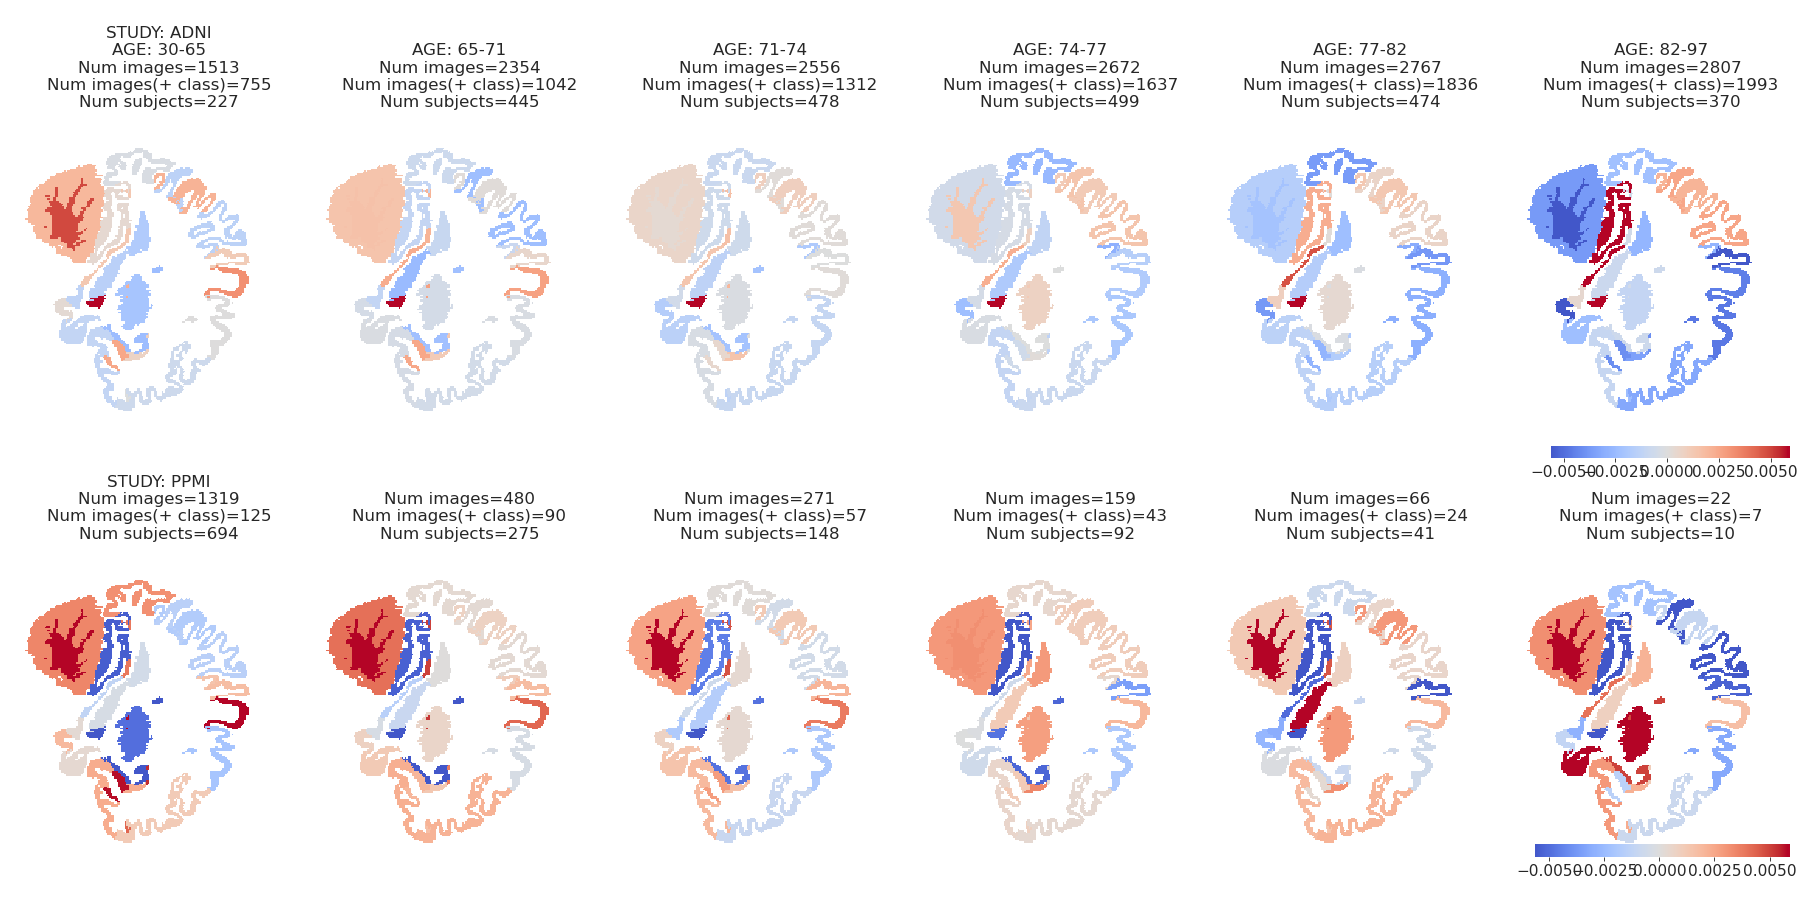 STUDY: ADNI
AGE: 30-65
Num images=1513
Num images(+ class)=755
Num subjects=227
AGE: 65-71
Num images=2354
Num images(+ class)=1042
Num subjects=445
AGE: 71-74
Num images=2556
Num images(+ class)=1312
Num subjects=478
AGE: 74-77
Num images=2672
Num images(+ class)=1637
Num subjects=499
AGE: 77-82
Num images=2767
Num images(+ class)=1836
Num subjects=474
AGE: 82-97
Num images=2807
Num images(+ class)=1993
Num subjects=370
−0.0050 −0.0025 0.0000 0.0025 0.0050
STUDY: PPMI
Num images=1319
Num images(+ class)=125
Num subjects=694
Num images=480
Num images(+ class)=90
Num subjects=275
Num images=271
Num images(+ class)=57
Num subjects=148
Num images=159
Num images(+ class)=43
Num subjects=92
Num images=66
Num images(+ class)=24
Num subjects=41
Num images=22
Num images(+ class)=7
Num subjects=10
−0.0050 −0.0025 0.0000 0.0025 0.0050